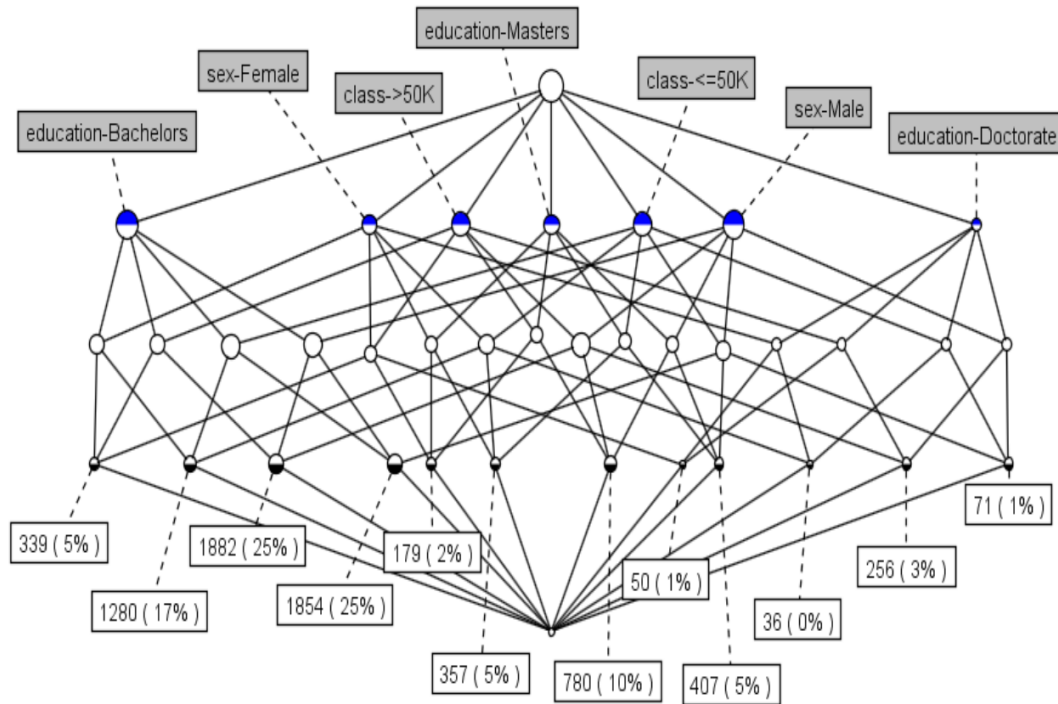 education-Masters
sex-Female
class->50K
class-<=50K
sex-Male
education-Bachelors
education-Doctorate
339 ( 5% )
1280 ( 17% )
1882 ( 25% )
1854 ( 25% )
179 ( 2% )
357 ( 5% )
780 ( 10% )
50 ( 1% )
407 ( 5% )
36 ( 0% )
256 ( 3% )
71 ( 1% )